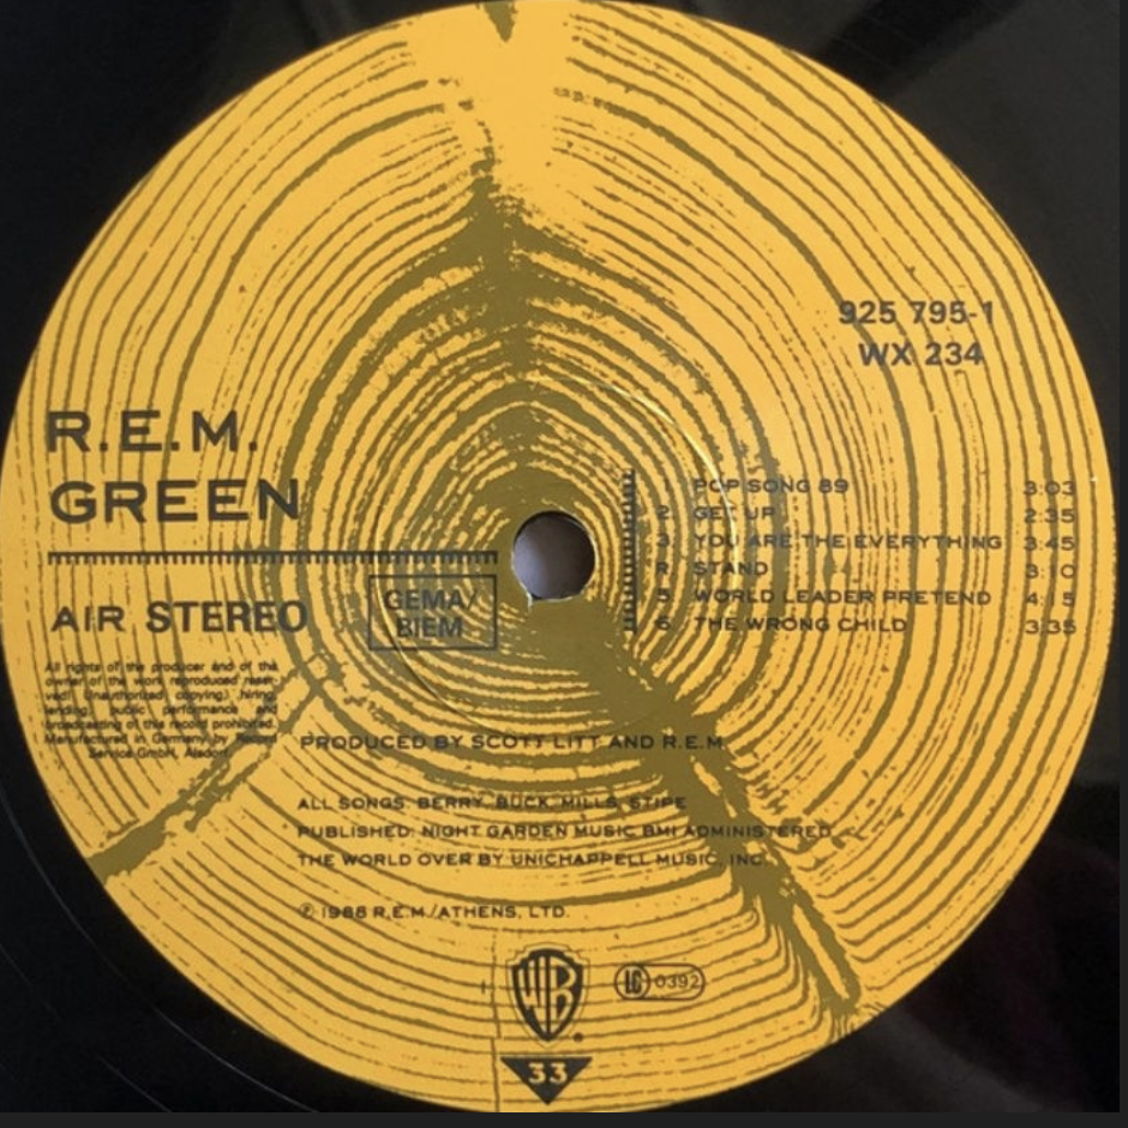 925 795-1
WX 234
R.E.M.
GREEN
AIR STEREO
GEMA/
BIEM
1. POP SONG 89 3:03
2. GET UP 2:35
3. YOU ARE THE EVERYTHING 3:45
R. STAND 3:10
5. WORLD LEADER PRETEND 4:15
6. THE WRONG CHILD 3:35
All rights of the producer and of the
owner of the work reproduced reser-
ved! Unauthorized copying, hiring,
lending, public performance and
broadcasting of this record prohibited.
Manufactured in Germany by Record
Service GmbH, Alsdorf.
PRODUCED BY SCOTT LITT AND R.E.M.
ALL SONGS: BERRY, BUCK, MILLS, STIPE
PUBLISHED: NIGHT GARDEN MUSIC BMI ADMINISTERED
THE WORLD OVER BY UNICHAPPELL MUSIC, INC.
℗ 1988 R.E.M./ATHENS, LTD.
WB
LC 0392
33